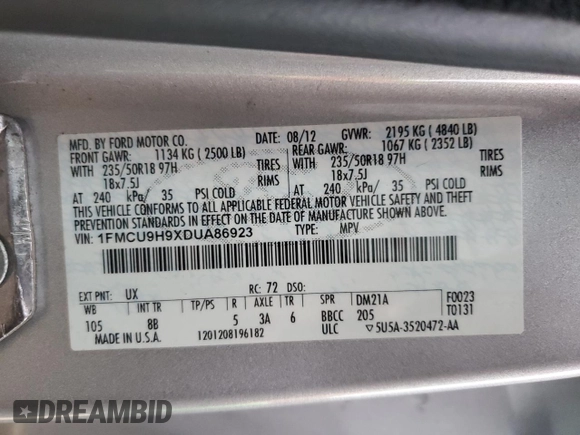 MFD. BY FORD MOTOR CO.
DATE: 08/12 GVWR: 2195 KG ( 4840 LB)
FRONT GAWR: 1134 KG ( 2500 LB) REAR GAWR: 1067 KG ( 2352 LB)
WITH 235/50R18 97H TIRES WITH 235/50R18 97H TIRES
18x7.5J RIMS 18x7.5J RIMS
AT 240 kPa/ 35 PSI COLD AT 240 kPa/ 35 PSI COLD
THIS VEHICLE CONFORMS TO ALL APPLICABLE FEDERAL MOTOR VEHICLE SAFETY AND THEFT
PREVENTION STANDARDS IN EFFECT ON THE DATE OF MANUFACTURE SHOWN ABOVE.
VIN: 1FMCU9H9XDUA86923 TYPE: MPV
EXT PNT: UX RC: 72 DSO:
WB INT TR TP/PS R AXLE TR SPR DM21A F0023
105 8B 5 3A 6 BBCC 205 T0131
MADE IN U.S.A. 1201208196182 ULC 5U5A-3520472-AA
DREAMBID